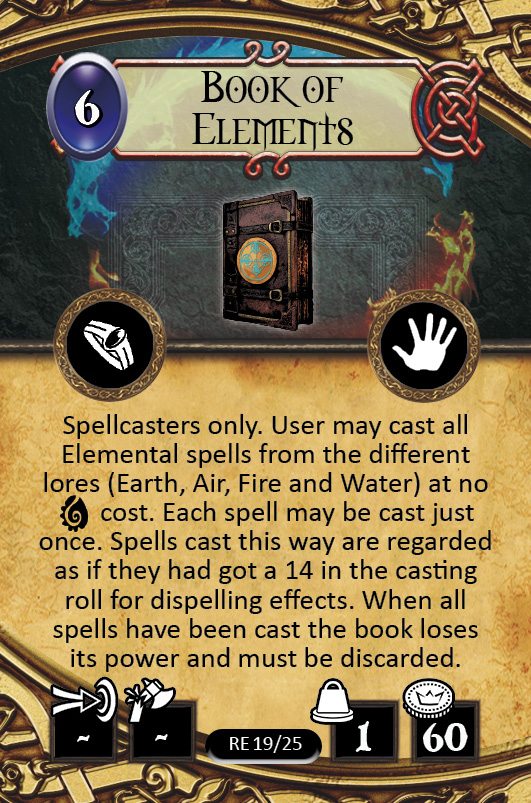 6
BOOK OF
ELEMENTS
Spellcasters only. User may cast all
Elemental spells from the different
lores (Earth, Air, Fire and Water) at no
cost. Each spell may be cast just
once. Spells cast this way are regarded
as if they had got a 14 in the casting
roll for dispelling effects. When all
spells have been cast the book loses
its power and must be discarded.
~ ~ RE 19/25 1 60